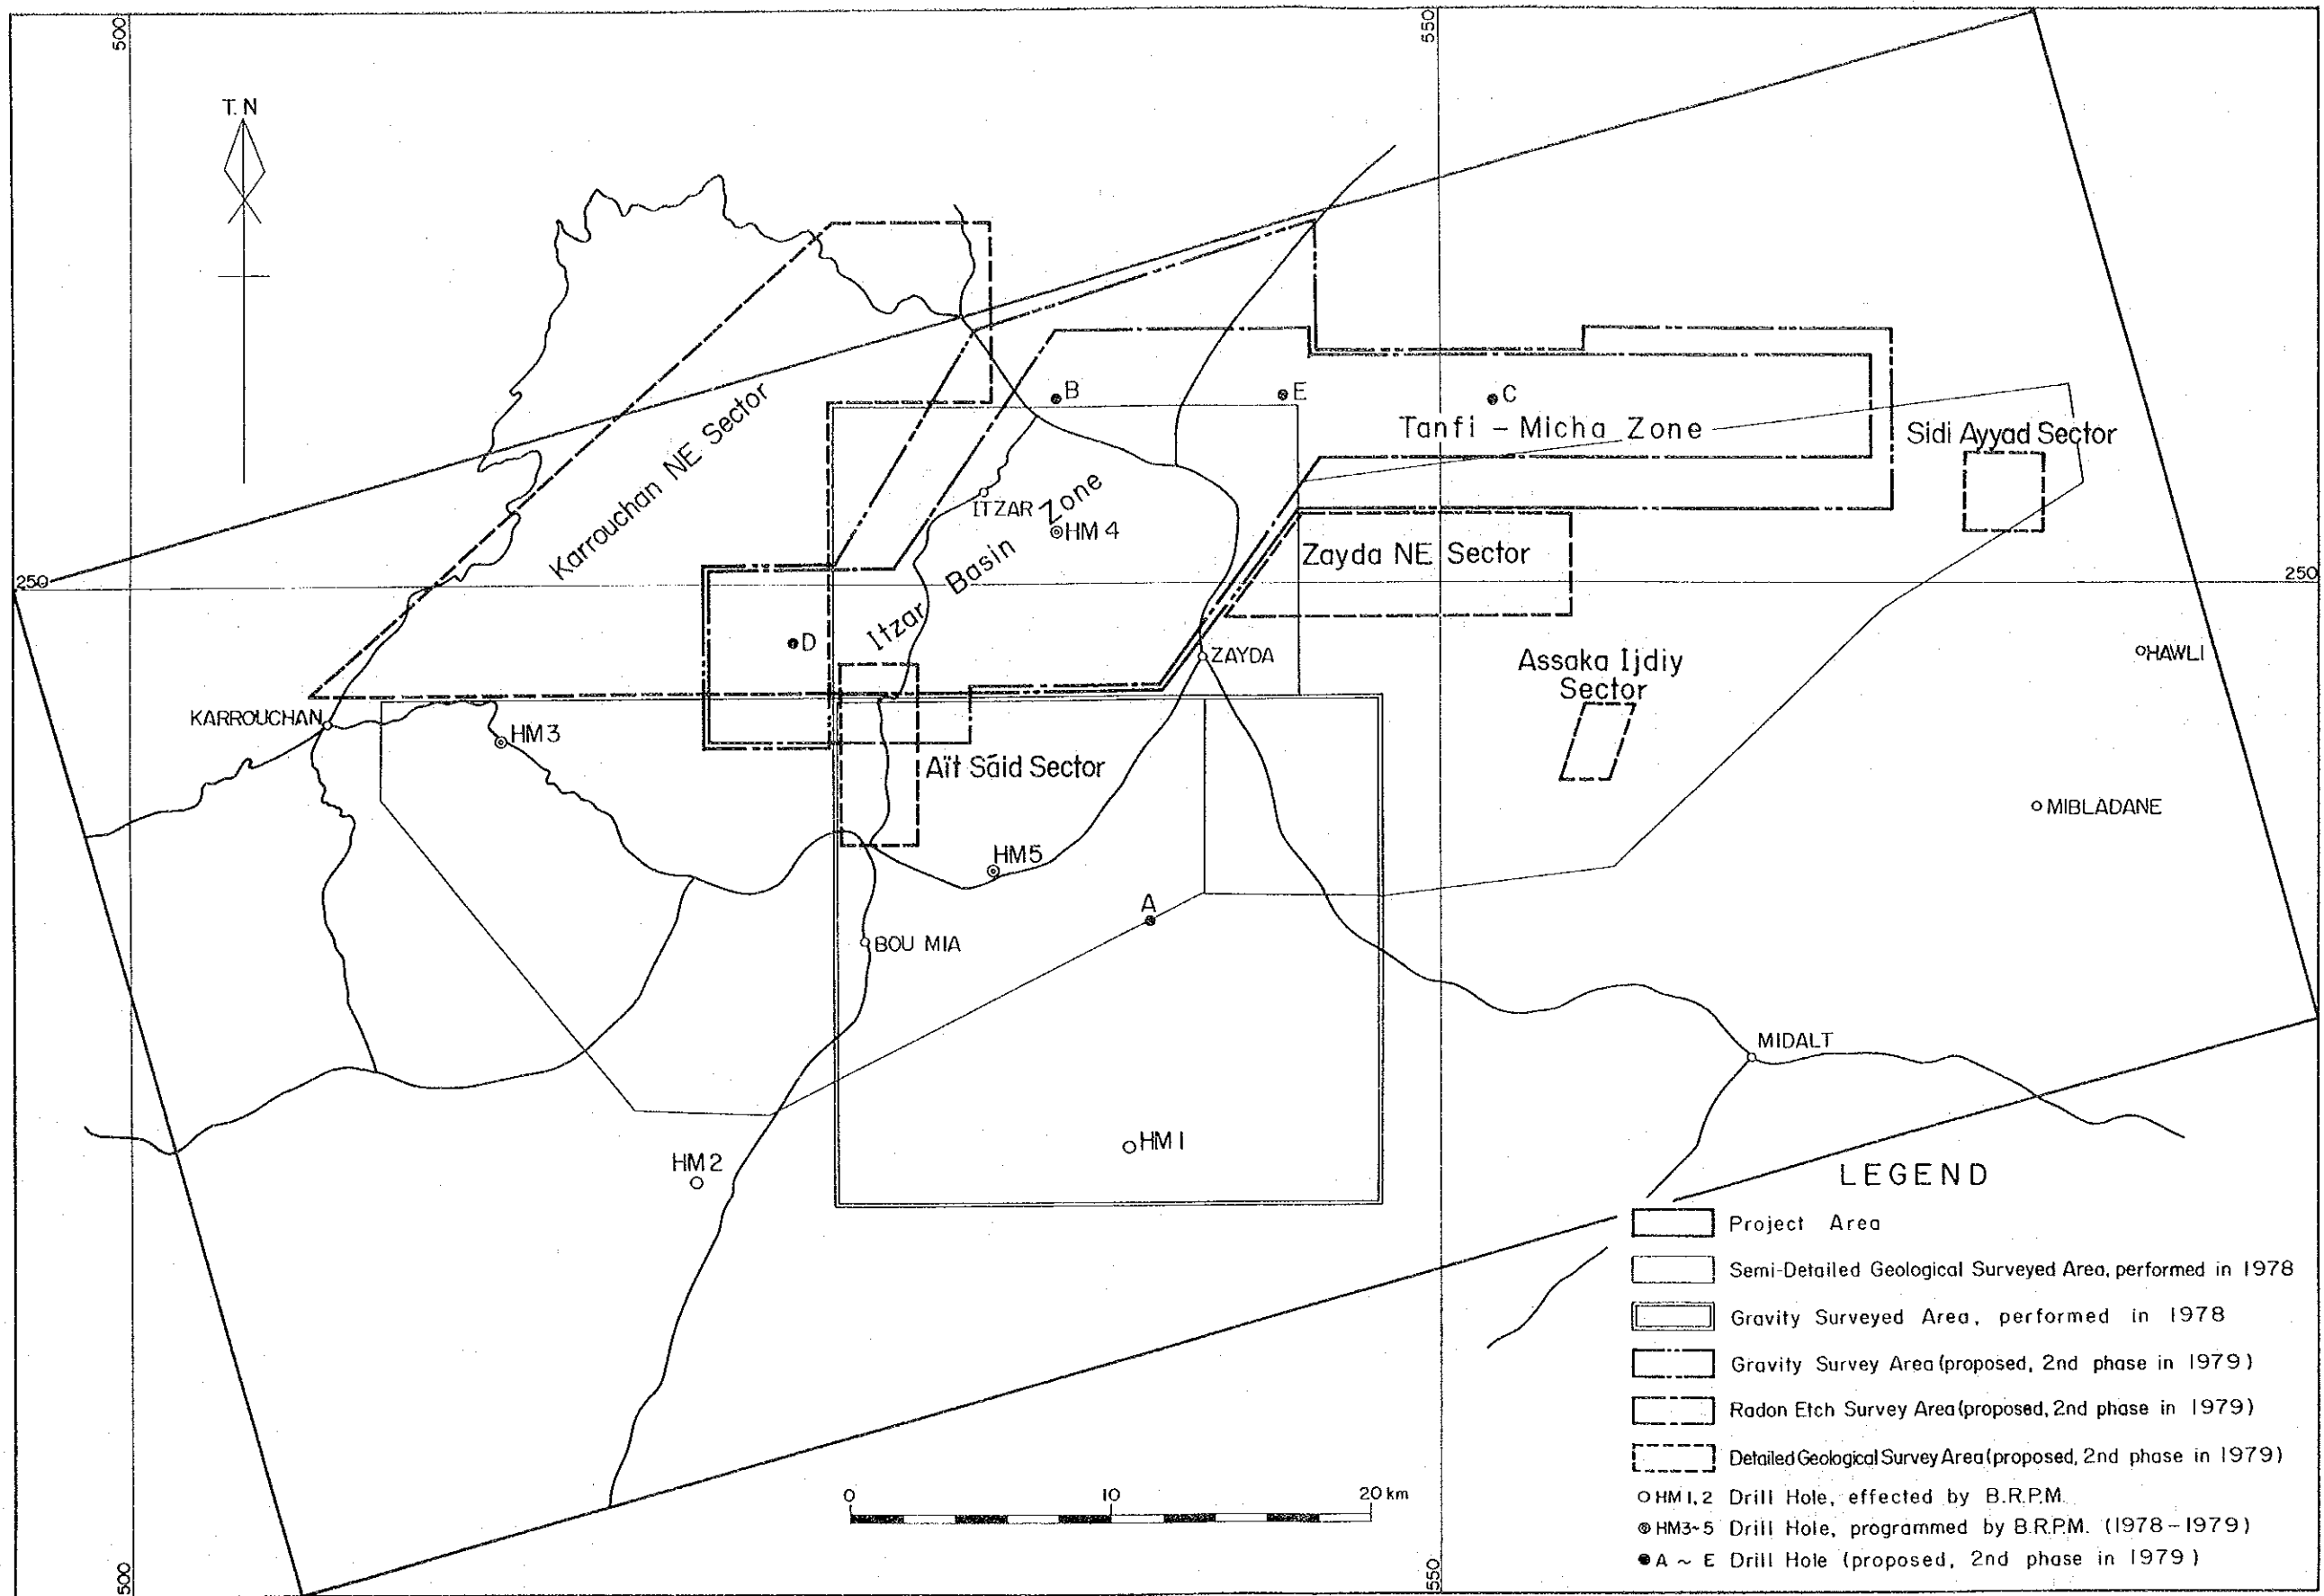 500
550
T. N
B
E
C
Tanfi - Micha Zone
Sidi Ayyad Sector
Karrouchan NE Sector
ITZAR
HM 4
Itzar Basin Zone
Zayda NE Sector
250
250
D
ZAYDA
Assaka Ijdiy
Sector
HAWLI
KARROUCHAN
HM 3
Aït Sāid Sector
MIBLADANE
HM 5
A
BOU MIA
MIDALT
HM 1
HM 2
LEGEND
Project Area
Semi-Detailed Geological Surveyed Area, performed in 1978
Gravity Surveyed Area, performed in 1978
Gravity Survey Area (proposed, 2nd phase in 1979)
Radon Etch Survey Area (proposed, 2nd phase in 1979)
Detailed Geological Survey Area (proposed, 2nd phase in 1979)
HM 1, 2 Drill Hole, effected by B.R.P.M.
HM3~5 Drill Hole, programmed by B.R.P.M. (1978-1979)
A ~ E Drill Hole (proposed, 2nd phase in 1979)
0 10 20 km
500
550